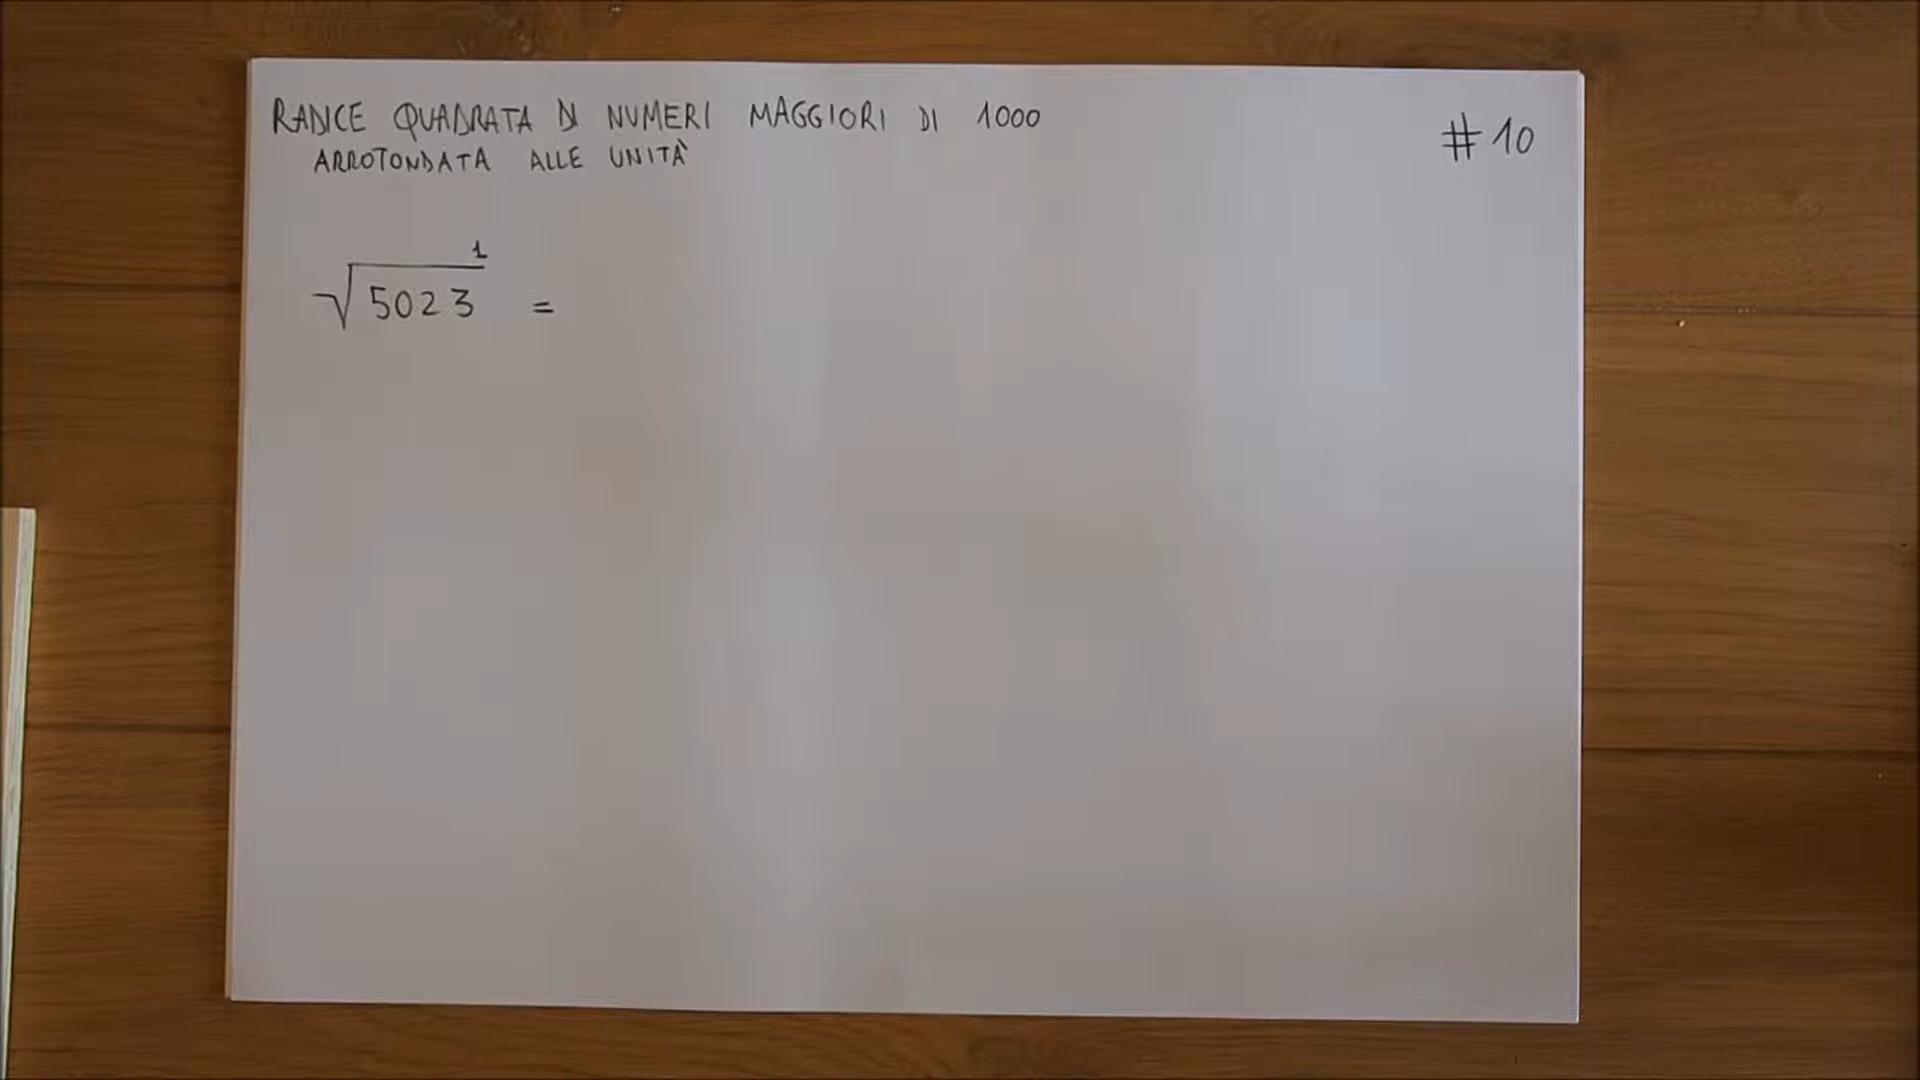 RADICE QUADRATA DI NUMERI MAGGIORI DI 1000
ARROTONDATA ALLE UNITÀ
#10
1
√5023 =